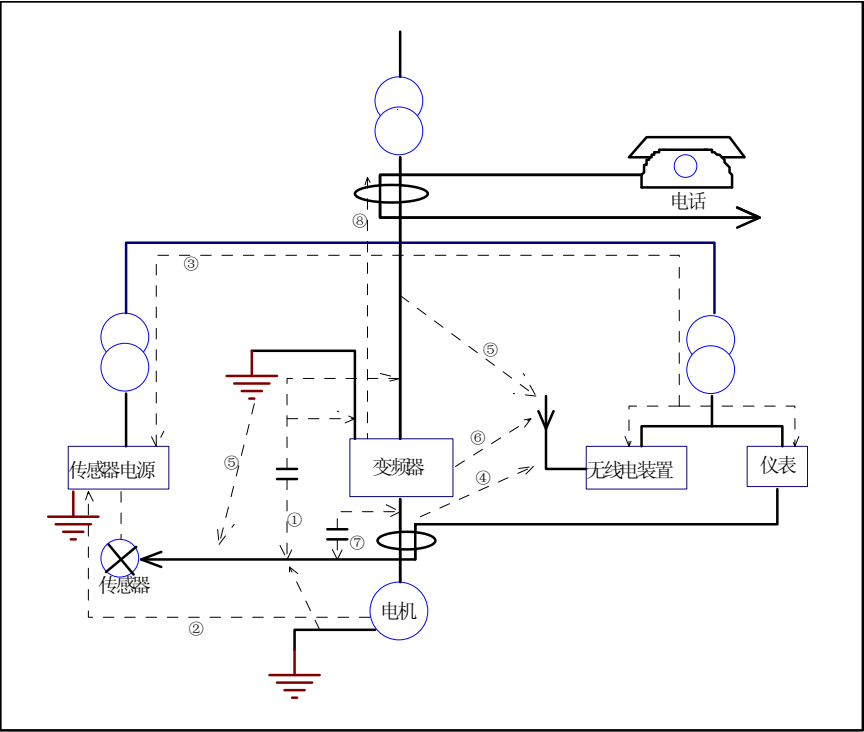 电话
⑧
③
⑤
⑥
⑤
④
传感器电源
变频器
无线电装置
仪表
①
⑦
传感器
电机
②